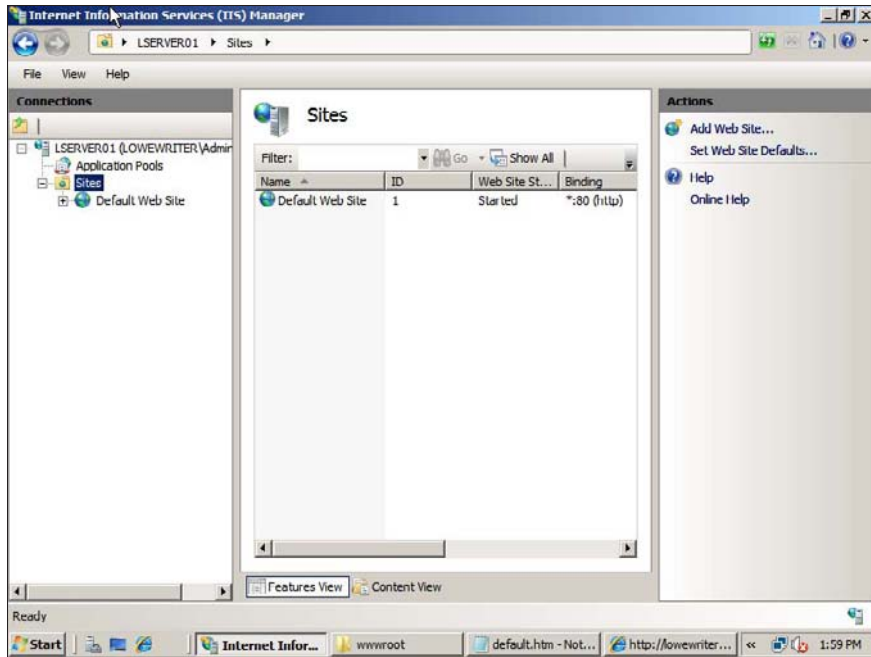 Internet Information Services (IIS) Manager
LSERVER01 Sites
File View Help
Connections
LSERVER01 (LOWEWRITER\Admin
Application Pools
Sites
Default Web Site
Sites
Filter: Go Show All
Name ID Web Site St... Binding
Default Web Site 1 Started *:80 (http)
Features View Content View
Actions
Add Web Site...
Set Web Site Defaults...
Help
Online Help
Ready
Start Internet Infor... wwwroot default.htm - Not... http://lowewriter... « 1:59 PM